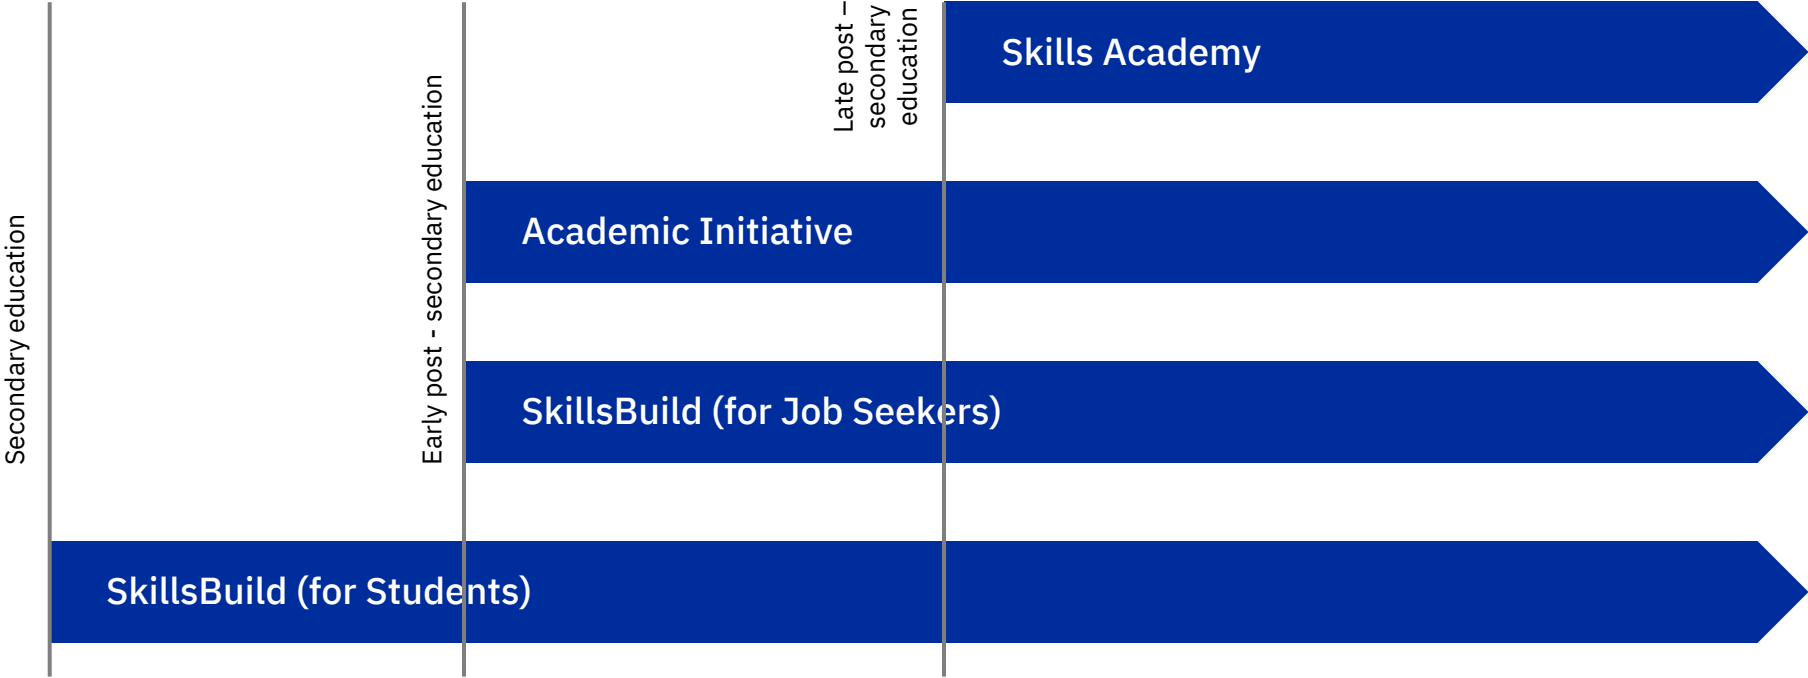 Secondary education
Early post - secondary education
Late post –
secondary
education
Skills Academy
Academic Initiative
SkillsBuild (for Job Seekers)
SkillsBuild (for Students)